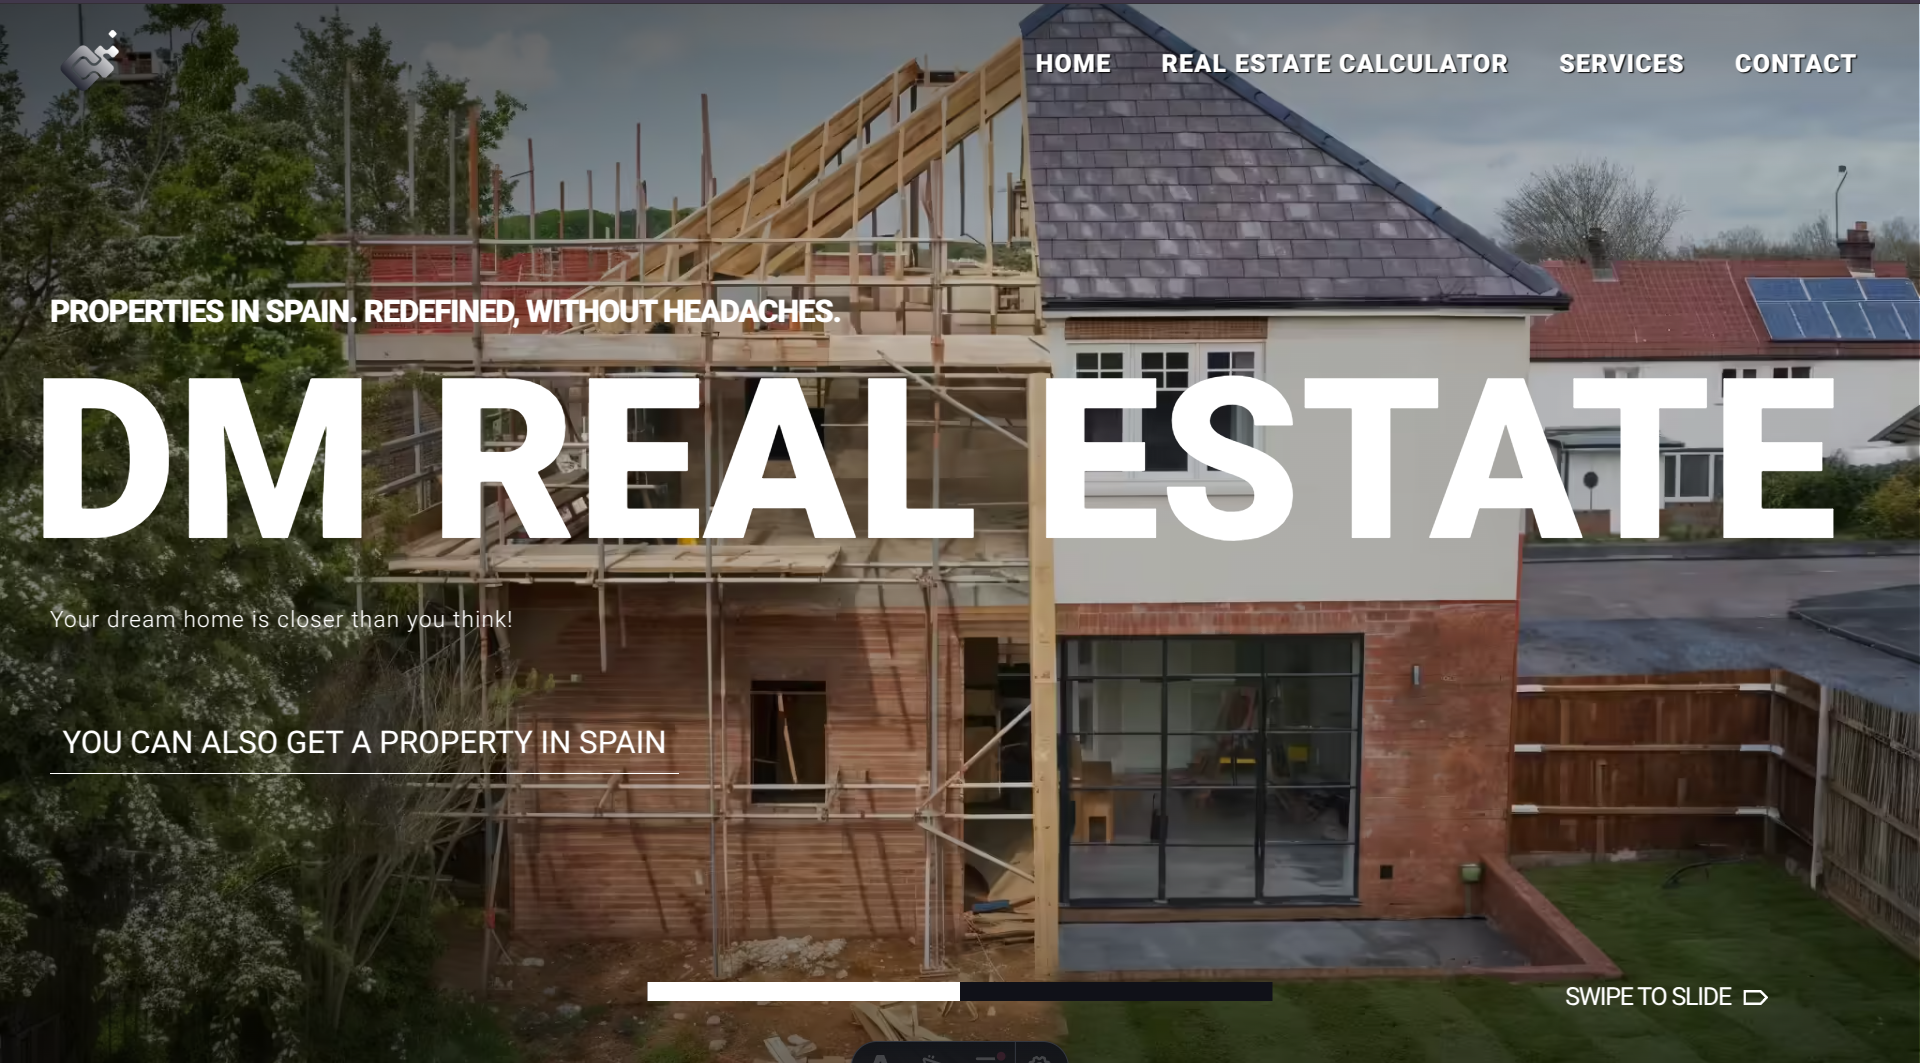 HOME REAL ESTATE CALCULATOR SERVICES CONTACT
PROPERTIES IN SPAIN. REDEFINED, WITHOUT HEADACHES.
DM REAL ESTATE
Your dream home is closer than you think!
YOU CAN ALSO GET A PROPERTY IN SPAIN
SWIPE TO SLIDE